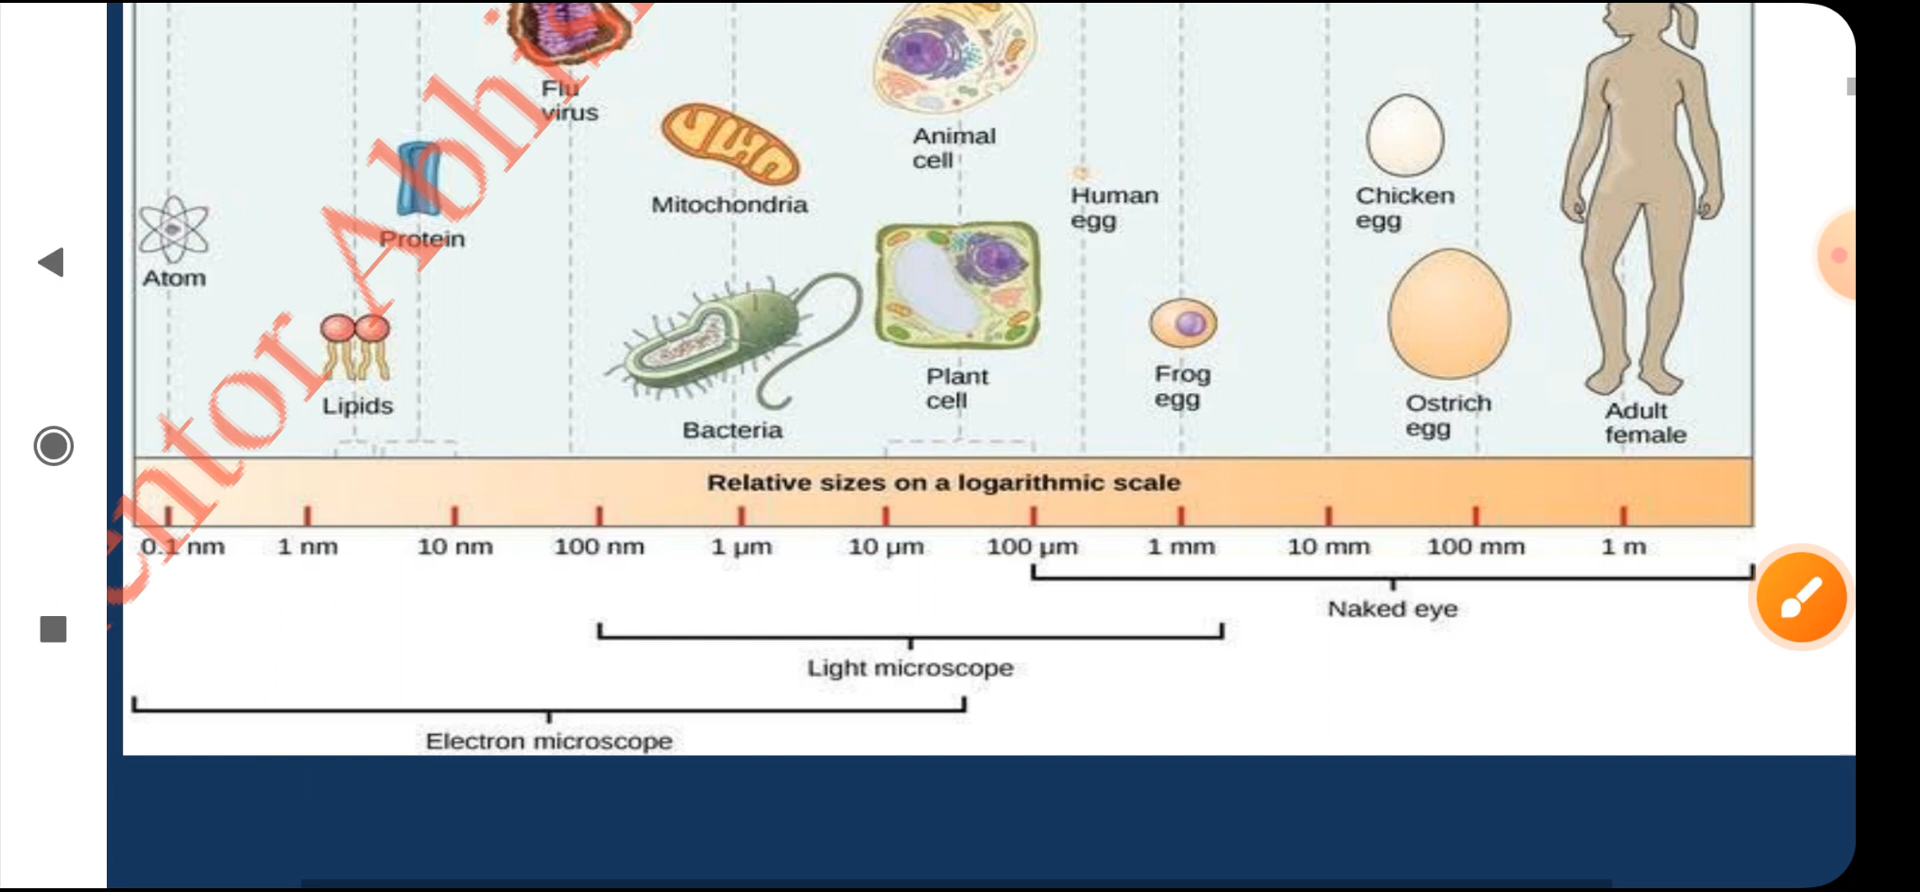 Flu
virus
Animal
cell
Mitochondria
Human
egg
Chicken
egg
Protein
Atom
Lipids
Bacteria
Plant
cell
Frog
egg
Ostrich
egg
Adult
female
Relative sizes on a logarithmic scale
0.1 nm 1 nm 10 nm 100 nm 1 µm 10 µm 100 µm 1 mm 10 mm 100 mm 1 m
Naked eye
Light microscope
Electron microscope
entor Abhi